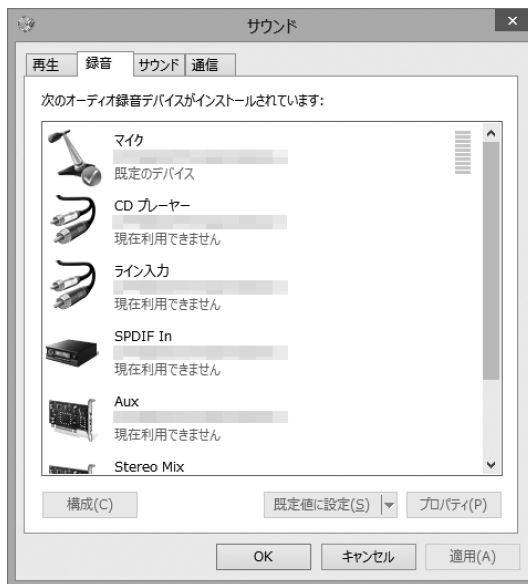 サウンド
再生 録音 サウンド 通信
次のオーディオ録音デバイスがインストールされています:
マイク
既定のデバイス
CD プレーヤー
現在利用できません
ライン入力
現在利用できません
SPDIF In
現在利用できません
Aux
現在利用できません
Stereo Mix
構成(C) 既定値に設定(S) プロパティ(P)
OK キャンセル 適用(A)